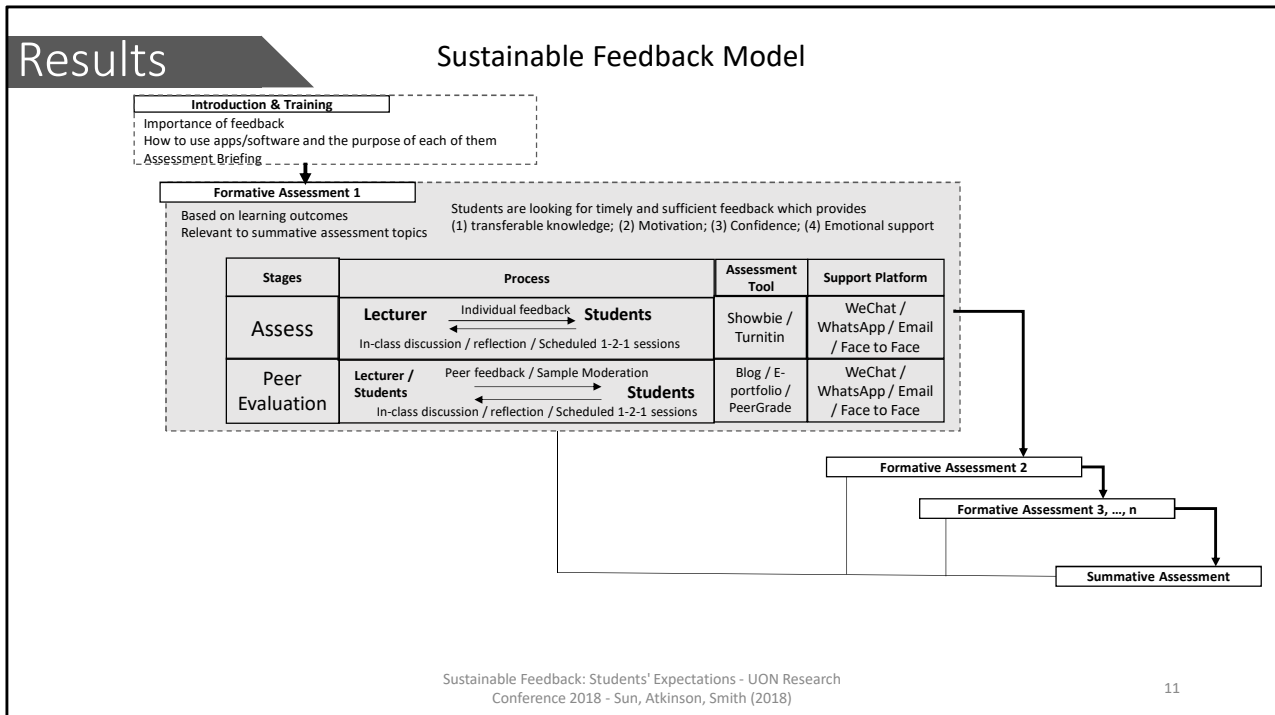 Results
Sustainable Feedback Model
Introduction & Training
Importance of feedback
How to use apps/software and the purpose of each of them
Assessment Briefing
Formative Assessment 1
Based on learning outcomes
Relevant to summative assessment topics
Students are looking for timely and sufficient feedback which provides
(1) transferable knowledge; (2) Motivation; (3) Confidence; (4) Emotional support
Stages
Process
Assessment
Tool
Support Platform
Assess
Lecturer
Individual feedback
Students
In-class discussion / reflection / Scheduled 1-2-1 sessions
Showbie /
Turnitin
WeChat /
WhatsApp / Email
/ Face to Face
Peer
Evaluation
Lecturer /
Students
Peer feedback / Sample Moderation
Students
In-class discussion / reflection / Scheduled 1-2-1 sessions
Blog / E-
portfolio /
PeerGrade
WeChat /
WhatsApp / Email
/ Face to Face
Formative Assessment 2
Formative Assessment 3, ..., n
Summative Assessment
Sustainable Feedback: Students' Expectations - UON Research
Conference 2018 - Sun, Atkinson, Smith (2018)
11